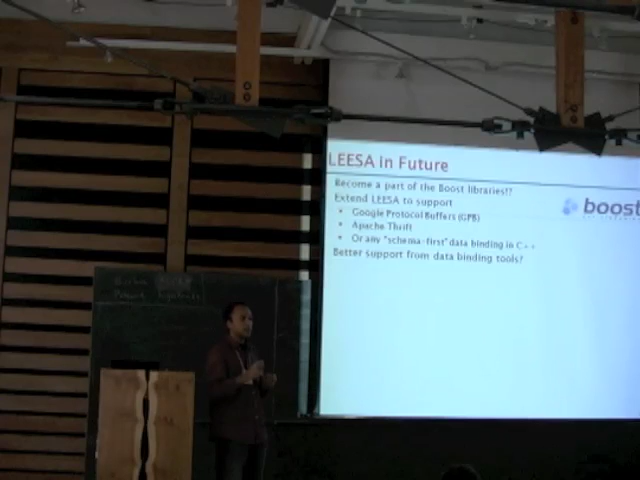 LEESA in Future
Become a part of the Boost libraries!?
Extend LEESA to support
• Google Protocol Buffers (GPB)
• Apache Thrift
• Or any "schema-first" data binding in C++
Better support from data binding tools?
boost